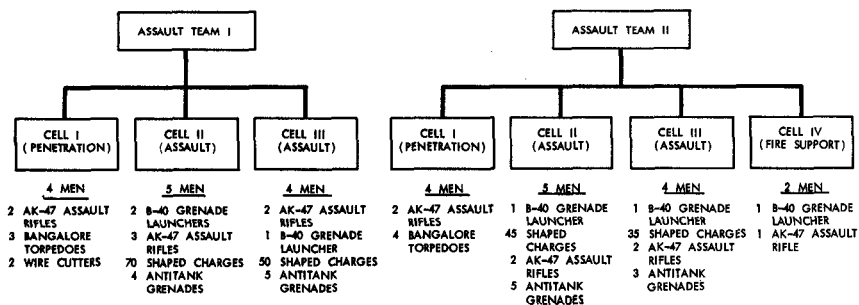 ASSAULT TEAM I
ASSAULT TEAM II
CELL I
(PENETRATION)
CELL II
(ASSAULT)
CELL III
(ASSAULT)
CELL I
(PENETRATION)
CELL II
(ASSAULT)
CELL III
(ASSAULT)
CELL IV
(FIRE SUPPORT)
4 MEN
2 AK-47 ASSAULT
RIFLES
3 BANGALORE
TORPEDOES
2 WIRE CUTTERS
5 MEN
2 B-40 GRENADE
LAUNCHERS
3 AK-47 ASSAULT
RIFLES
70 SHAPED CHARGES
4 ANTITANK
GRENADES
4 MEN
2 AK-47 ASSAULT
RIFLES
1 B-40 GRENADE
LAUNCHER
50 SHAPED CHARGES
5 ANTITANK
GRENADES
4 MEN
2 AK-47 ASSAULT
RIFLES
4 BANGALORE
TORPEDOES
5 MEN
1 B-40 GRENADE
LAUNCHER
45 SHAPED
CHARGES
2 AK-47 ASSAULT
RIFLES
5 ANTITANK
GRENADES
4 MEN
1 B-40 GRENADE
LAUNCHER
35 SHAPED CHARGES
2 AK-47 ASSAULT
RIFLES
3 ANTITANK
GRENADES
2 MEN
1 B-40 GRENADE
LAUNCHER
1 AK-47 ASSAULT
RIFLE